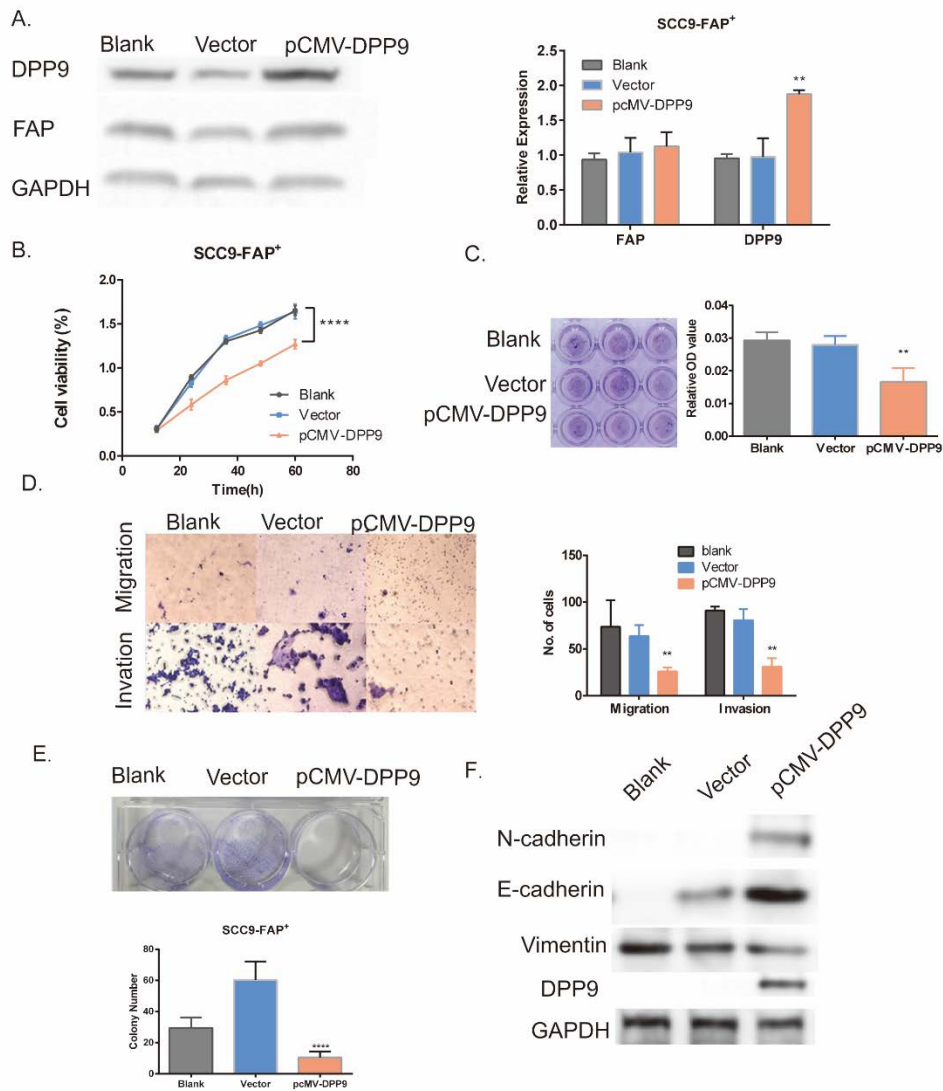 A.
Blank Vector pCMV-DPP9
DPP9
FAP
GAPDH
SCC9-FAP+
Blank
Vector
pcMV-DPP9
**
Relative Expression
2.5
2.0
1.5
1.0
0.5
0.0
FAP DPP9
B.
SCC9-FAP+
Cell viability (%)
2.0
1.5
1.0
0.5
0.0
****
Blank
Vector
pCMV-DPP9
0 20 40 60 80
Time(h)
C.
Blank
Vector
pCMV-DPP9
Relative OD value
0.04
0.03
0.02
0.01
0.00
**
Blank Vector pCMV-DPP9
D.
Blank Vector pCMV-DPP9
Migration
Invation
No. of cells
150
100
50
0
blank
Vector
pCMV-DPP9
** **
Migration Invasion
E.
Blank Vector pCMV-DPP9
SCC9-FAP+
Colony Number
80
60
40
20
0
****
Blank Vector pcMV-DPP9
F.
Blank Vector pCMV-DPP9
N-cadherin
E-cadherin
Vimentin
DPP9
GAPDH